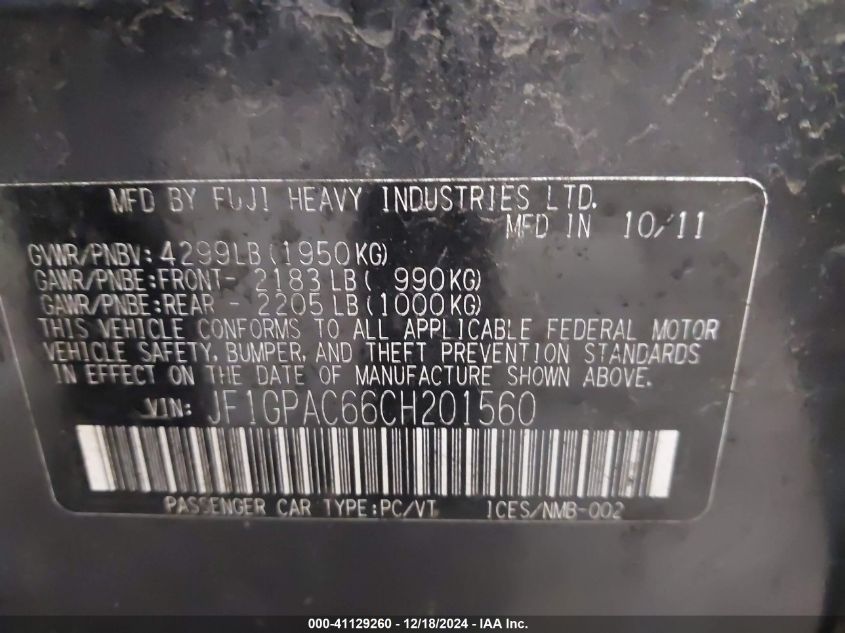 MFD BY FUJI HEAVY INDUSTRIES LTD.
MFD IN 10/11
GVWR/PNBV: 4299LB (1950KG)
GAWR/PNBE:FRONT- 2183 LB ( 990KG)
GAWR/PNBE:REAR - 2205 LB (1000KG)
THIS VEHICLE CONFORMS TO ALL APPLICABLE FEDERAL MOTOR
VEHICLE SAFETY, BUMPER, AND THEFT PREVENTION STANDARDS
IN EFFECT ON THE DATE OF MANUFACTURE SHOWN ABOVE.
VIN: JF1GPAC66CH201560
PASSENGER CAR TYPE:PC/VT ICES/NMB-002
000-41129260 - 12/18/2024 - IAA Inc.